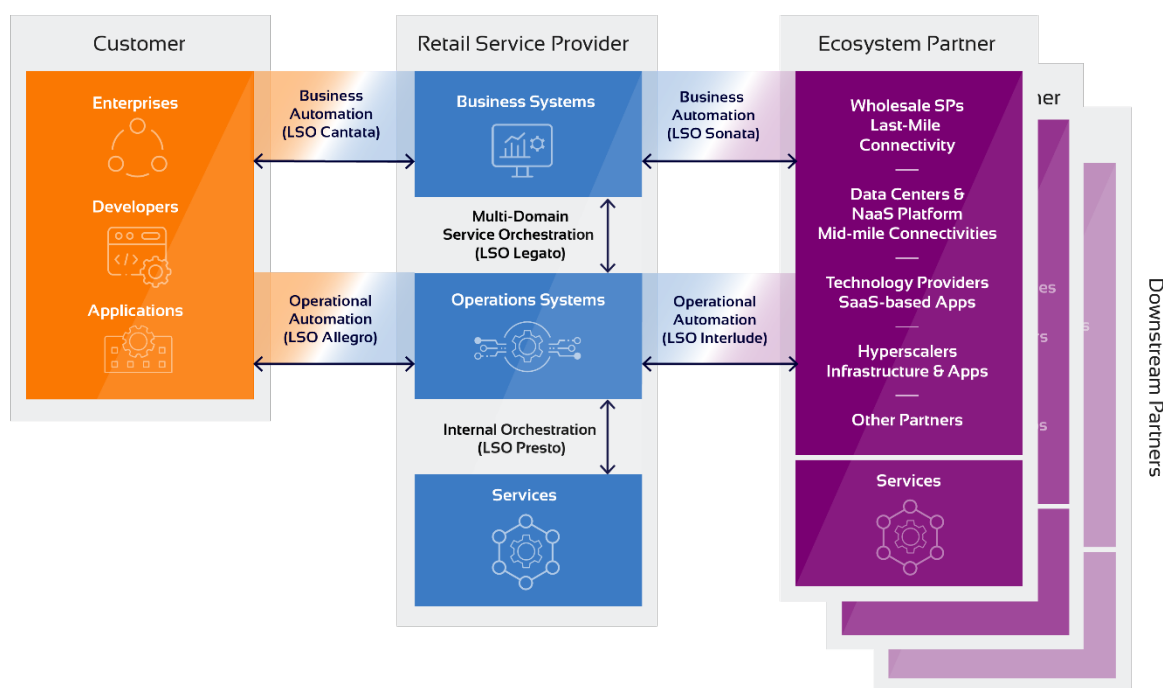 Customer
Enterprises
Developers
Applications
Business
Automation
(LSO Cantata)
Operational
Automation
(LSO Allegro)
Retail Service Provider
Business Systems
Multi-Domain
Service Orchestration
(LSO Legato)
Operations Systems
Internal Orchestration
(LSO Presto)
Services
Business
Automation
(LSO Sonata)
Operational
Automation
(LSO Interlude)
Ecosystem Partner
Wholesale SPs
Last-Mile
Connectivity
Data Centers &
NaaS Platform
Mid-mile Connectivities
Technology Providers
SaaS-based Apps
Hyperscalers
Infrastructure & Apps
Other Partners
Services
Downstream Partners